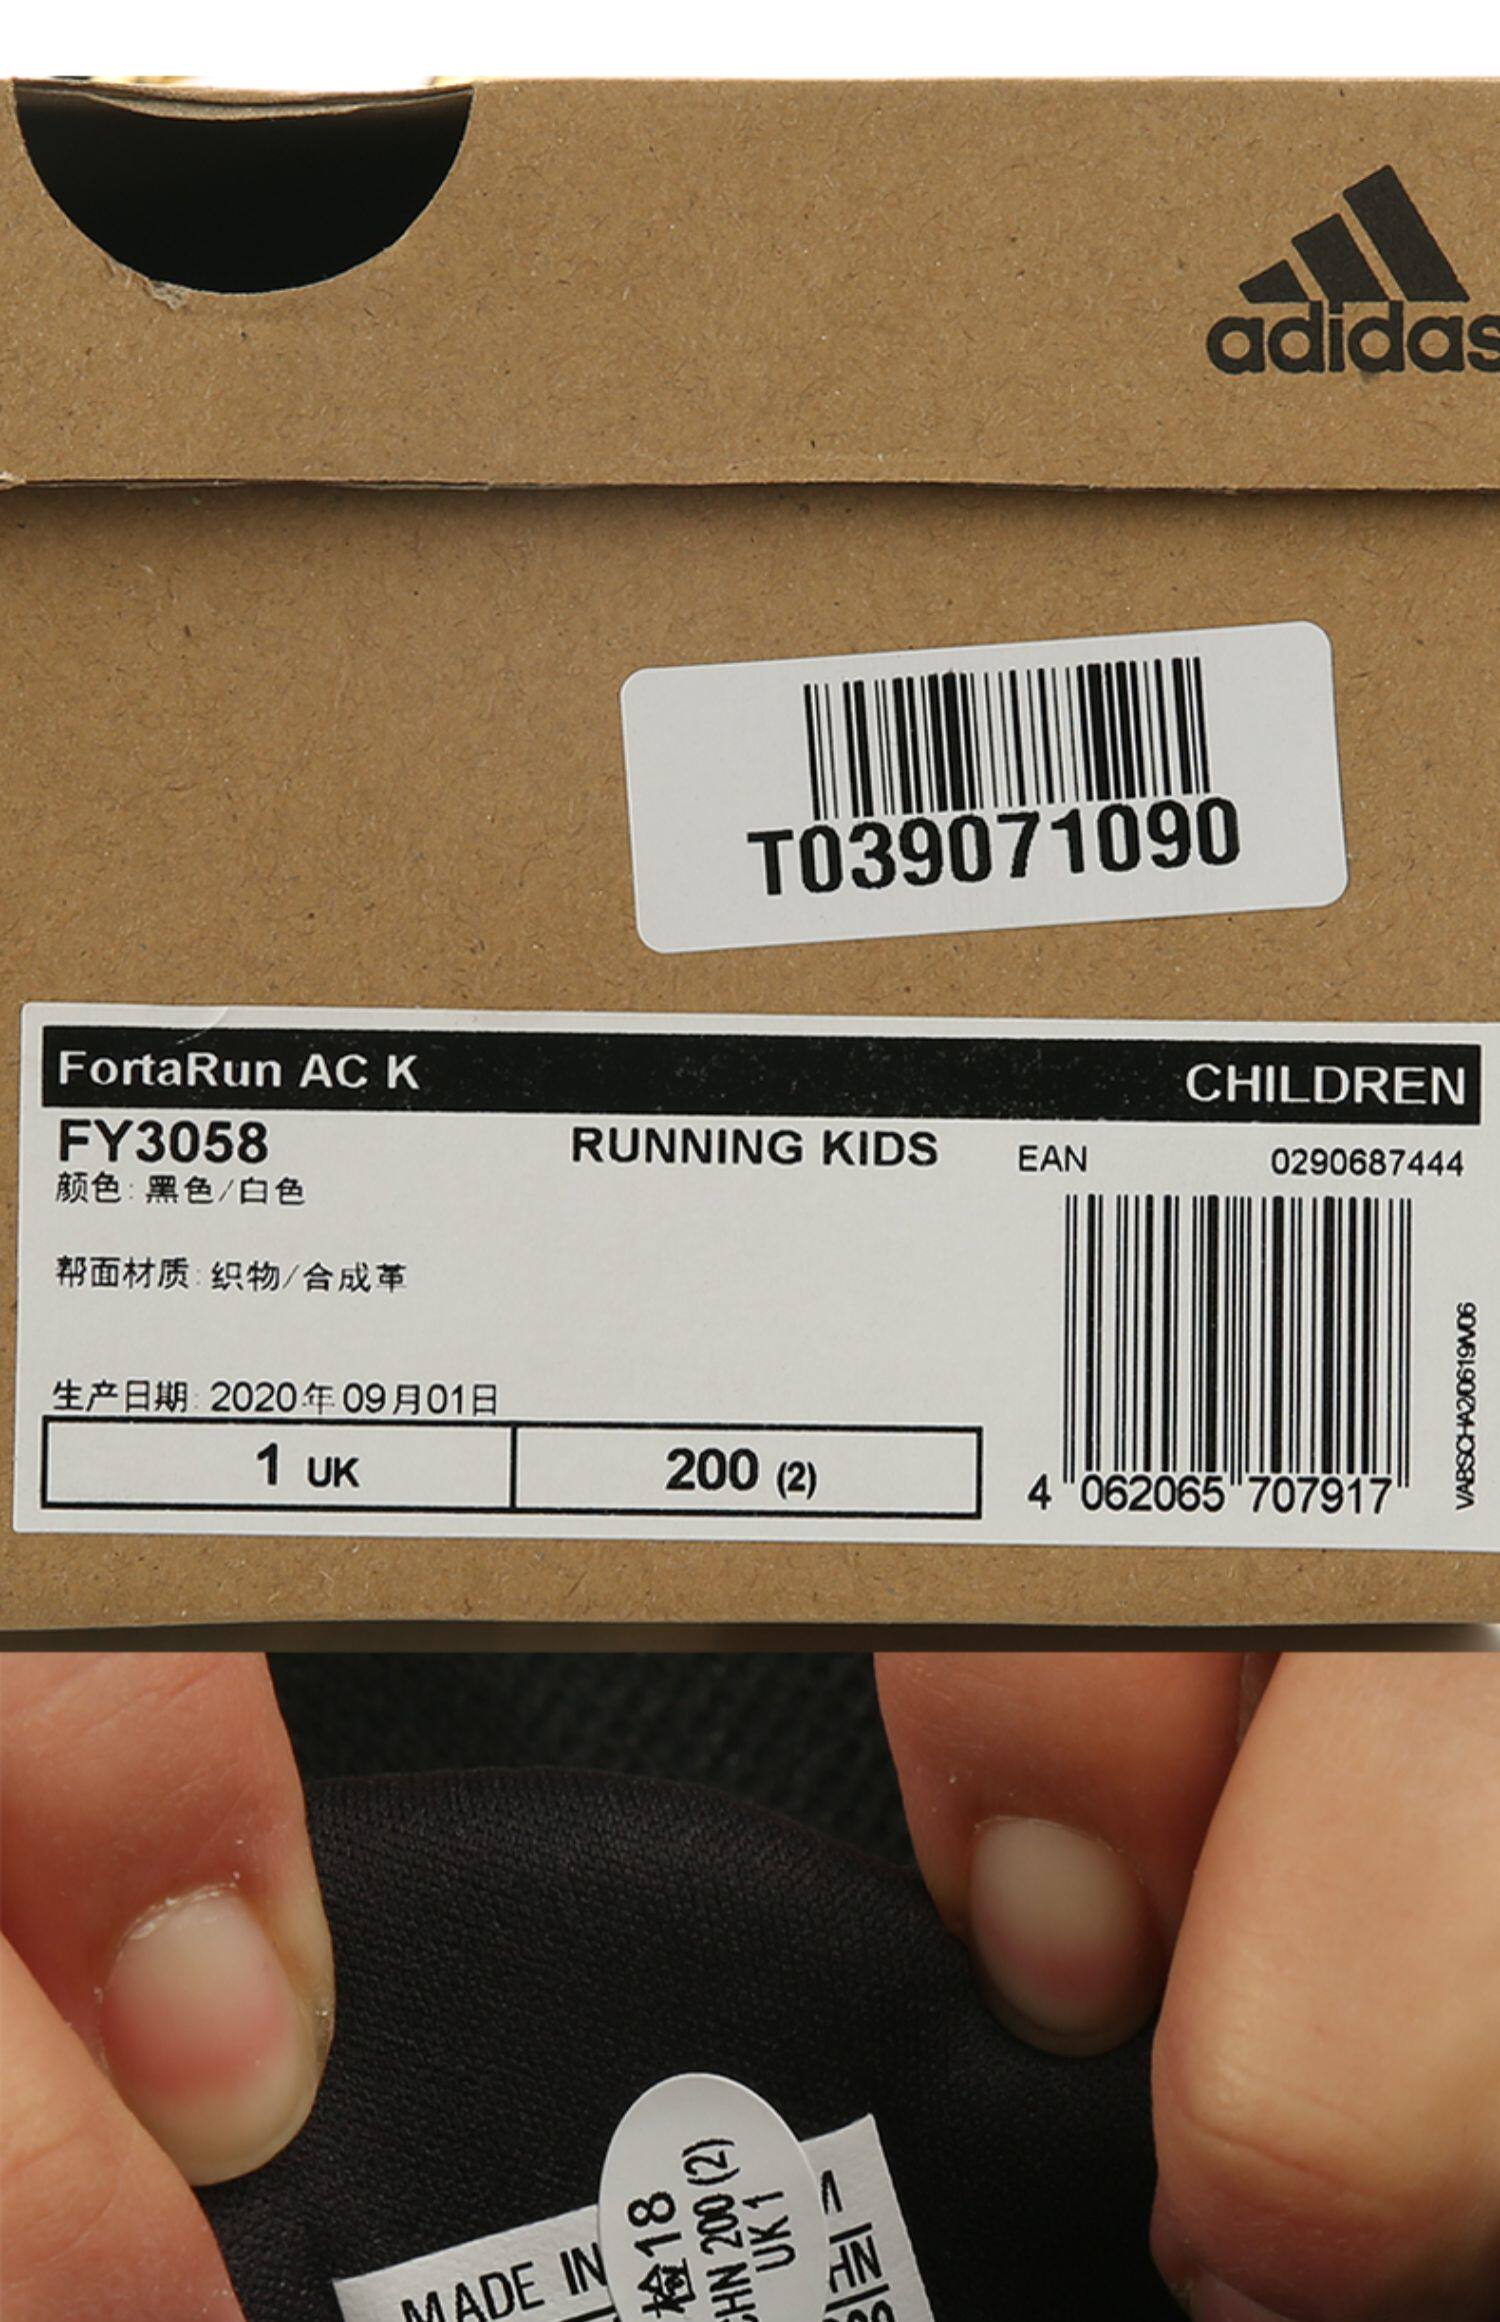 adidas
T039071090
FortaRun AC K CHILDREN
FY3058 RUNNING KIDS EAN 0290687444
颜色: 黑色/白色
帮面材质: 织物/合成革
生产日期: 2020年09月01日
1 UK 200 (2)
4 062065 707917
MADE IN
检18
CHN 200 (2)
UK 1